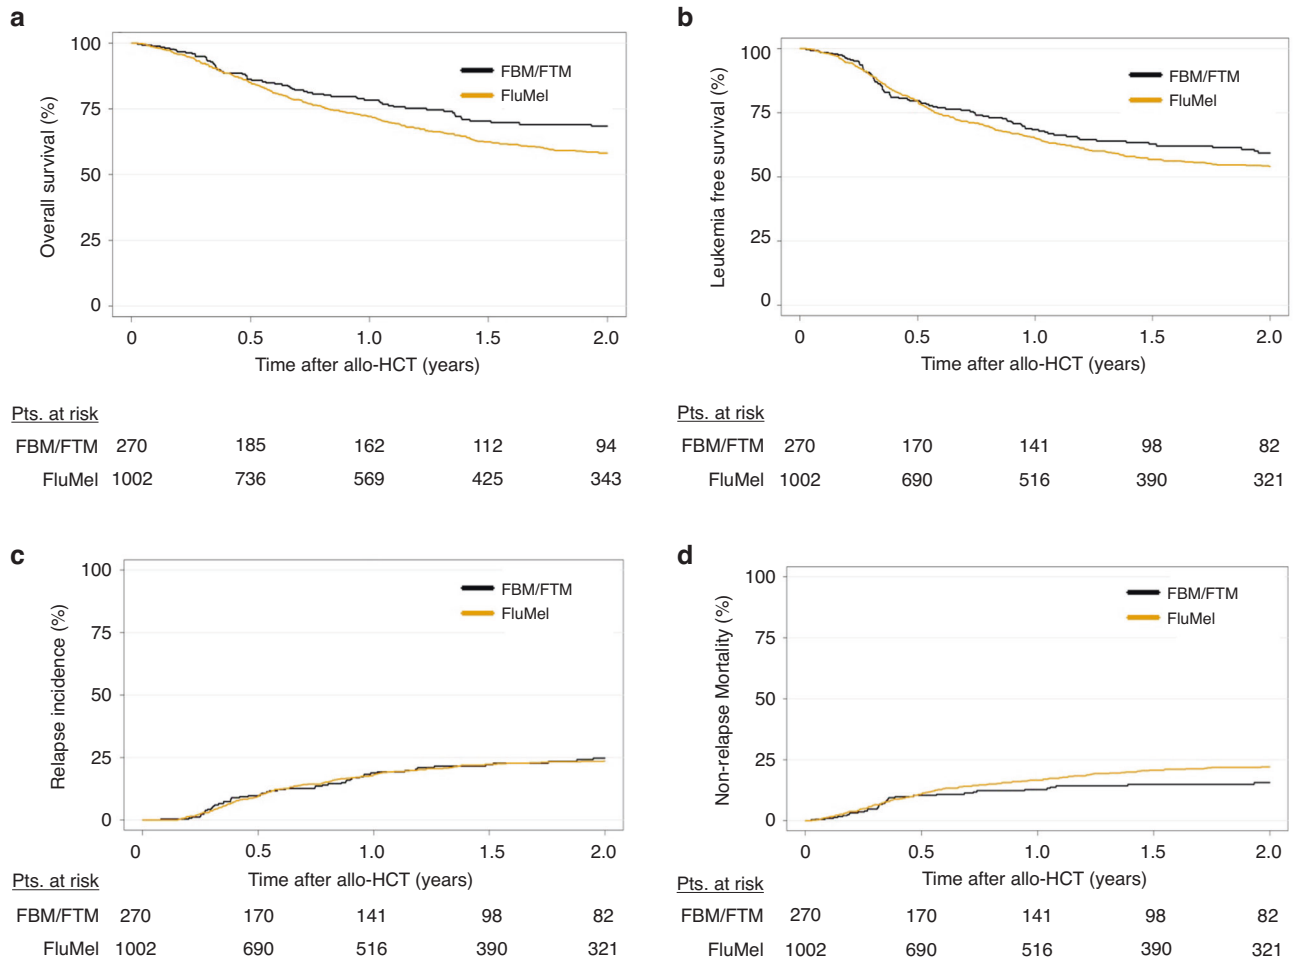 a
100
75
50
25
0
Overall survival (%)
FBM/FTM
FluMel
0 0.5 1.0 1.5 2.0
Time after allo-HCT (years)
Pts. at risk
FBM/FTM 270 185 162 112 94
FluMel 1002 736 569 425 343
b
100
75
50
25
0
Leukemia free survival (%)
FBM/FTM
FluMel
0 0.5 1.0 1.5 2.0
Time after allo-HCT (years)
Pts. at risk
FBM/FTM 270 170 141 98 82
FluMel 1002 690 516 390 321
c
100
75
50
25
0
Relapse incidence (%)
FBM/FTM
FluMel
0 0.5 1.0 1.5 2.0
Time after allo-HCT (years)
Pts. at risk
FBM/FTM 270 170 141 98 82
FluMel 1002 690 516 390 321
d
100
75
50
25
0
Non-relapse Mortality (%)
FBM/FTM
FluMel
0 0.5 1.0 1.5 2.0
Time after allo-HCT (years)
Pts. at risk
FBM/FTM 270 170 141 98 82
FluMel 1002 690 516 390 321